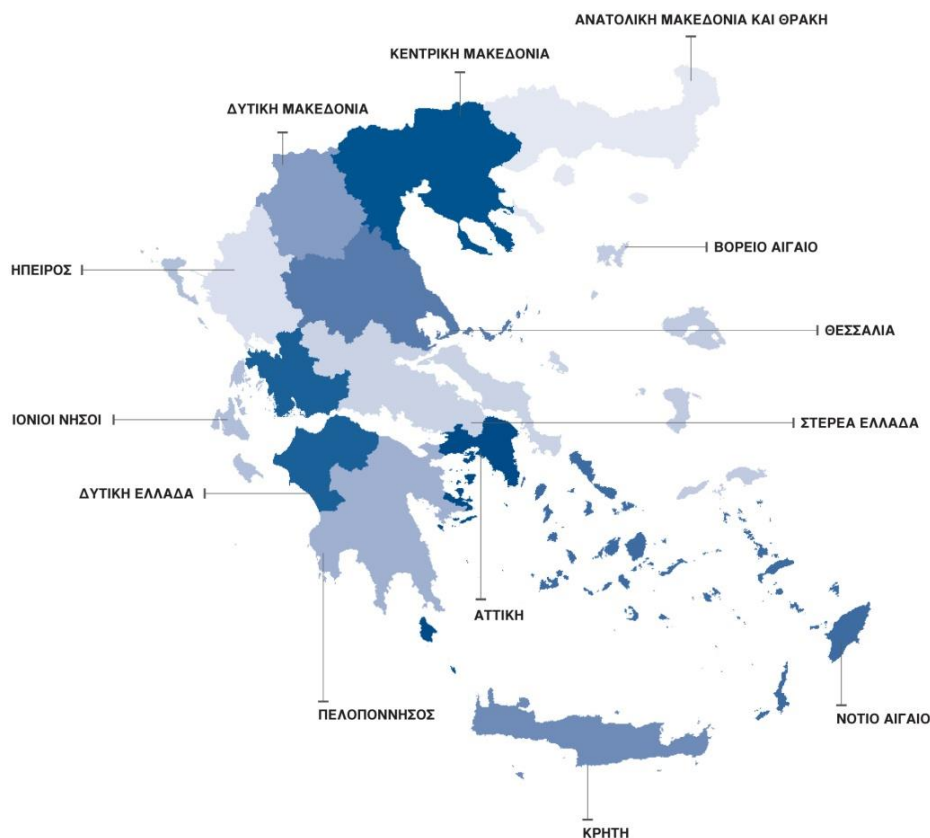 ΑΝΑΤΟΛΙΚΗ ΜΑΚΕΔΟΝΙΑ ΚΑΙ ΘΡΑΚΗ
ΚΕΝΤΡΙΚΗ ΜΑΚΕΔΟΝΙΑ
ΔΥΤΙΚΗ ΜΑΚΕΔΟΝΙΑ
ΒΟΡΕΙΟ ΑΙΓΑΙΟ
ΗΠΕΙΡΟΣ
ΘΕΣΣΑΛΙΑ
ΙΟΝΙΟΙ ΝΗΣΟΙ
ΣΤΕΡΕΑ ΕΛΛΑΔΑ
ΔΥΤΙΚΗ ΕΛΛΑΔΑ
ΑΤΤΙΚΗ
ΠΕΛΟΠΟΝΝΗΣΟΣ
ΝΟΤΙΟ ΑΙΓΑΙΟ
ΚΡΗΤΗ